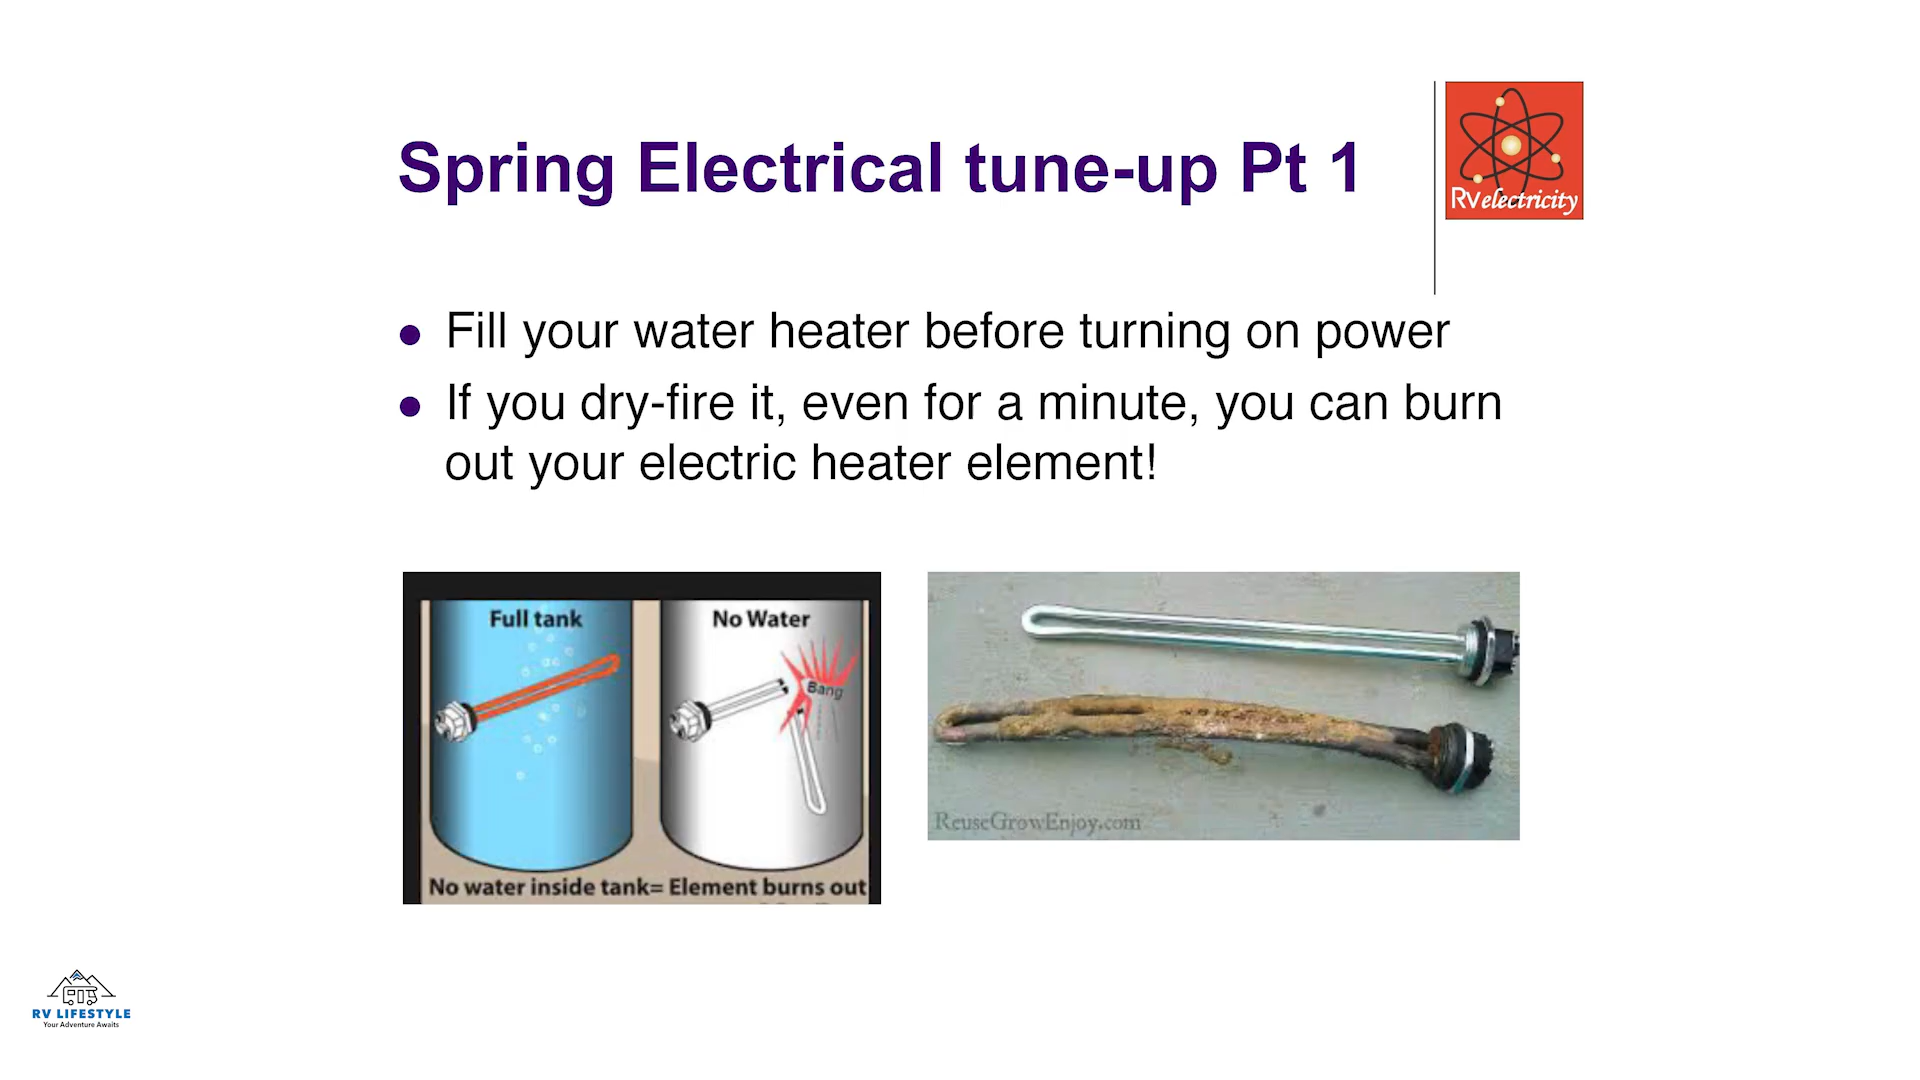 Spring Electrical tune-up Pt 1
RVelectricity
Fill your water heater before turning on power
If you dry-fire it, even for a minute, you can burn
out your electric heater element!
Full tank
No Water
Bang
No water inside tank= Element burns out
ReuseGrowEnjoy.com
RV LIFESTYLE
Your Adventure Awaits